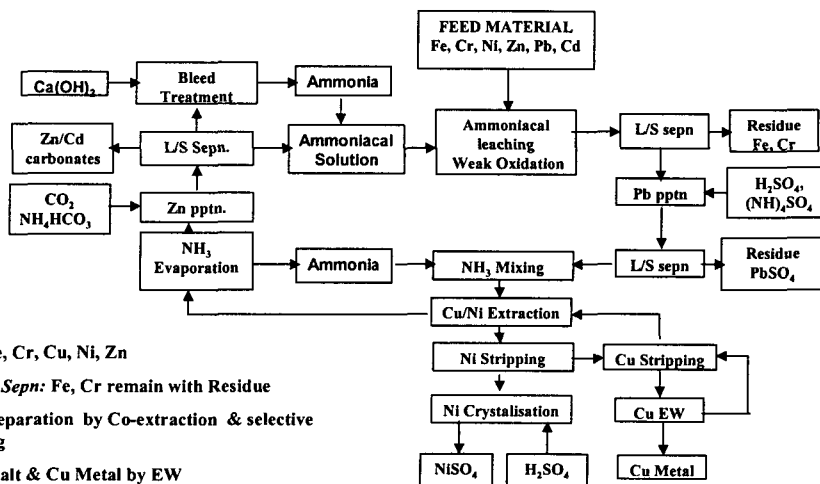 FEED MATERIAL
Fe, Cr, Ni, Zn, Pb, Cd
Ca(OH)2
Bleed
Treatment
Ammonia
Zn/Cd
carbonates
L/S Sepn.
Ammoniacal
Solution
Ammoniacal
leaching
Weak Oxidation
L/S sepn
Residue
Fe, Cr
CO2
NH4HCO3
Zn pptn.
Pb pptn
H2SO4,
(NH)4SO4
NH3
Evaporation
Ammonia
NH3 Mixing
L/S sepn
Residue
PbSO4
Cu/Ni Extraction
Ni Stripping
Cu Stripping
Ni Crystalisation
Cu EW
NiSO4
H2SO4
Cu Metal
e, Cr, Cu, Ni, Zn
Sepn: Fe, Cr remain with Residue
eparation by Co-extraction & selective
g
alt & Cu Metal by EW